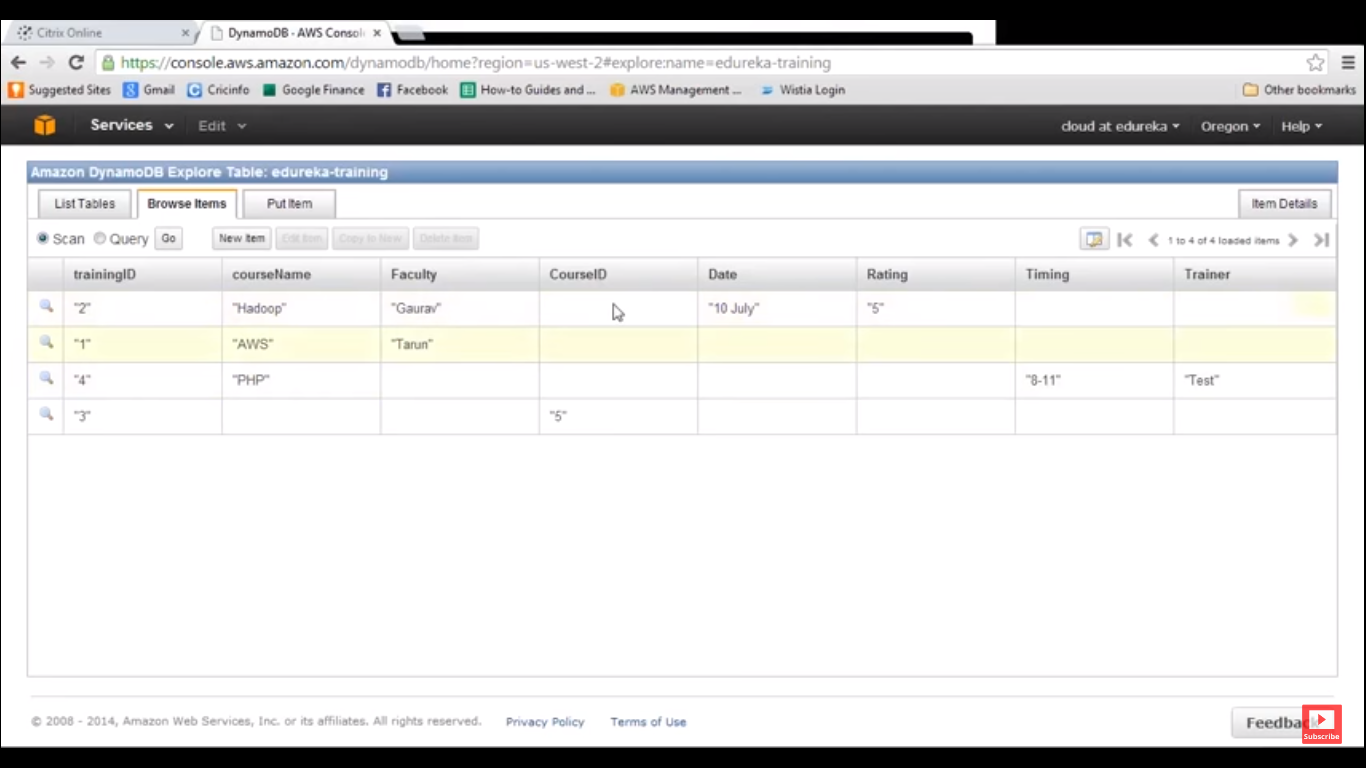 Citrix Online
DynamoDB - AWS Consol
https://console.aws.amazon.com/dynamodb/home?region=us-west-2#explore:name=edureka-training
Suggested Sites Gmail Cricinfo Google Finance Facebook How-to Guides and ... AWS Management ... Wistia Login Other bookmarks
Services Edit cloud at edureka Oregon Help
Amazon DynamoDB Explore Table: edureka-training
List Tables Browse Items Put Item Item Details
Scan Query Go New Item Edit Item Copy to New Delete Item 1 to 4 of 4 loaded items
trainingID courseName Faculty CourseID Date Rating Timing Trainer
"2" "Hadoop" "Gaurav" "10 July" "5"
"1" "AWS" "Tarun"
"4" "PHP" "8-11" "Test"
"3" "5"
© 2008 - 2014, Amazon Web Services, Inc. or its affiliates. All rights reserved. Privacy Policy Terms of Use Feedbac
Subscribe